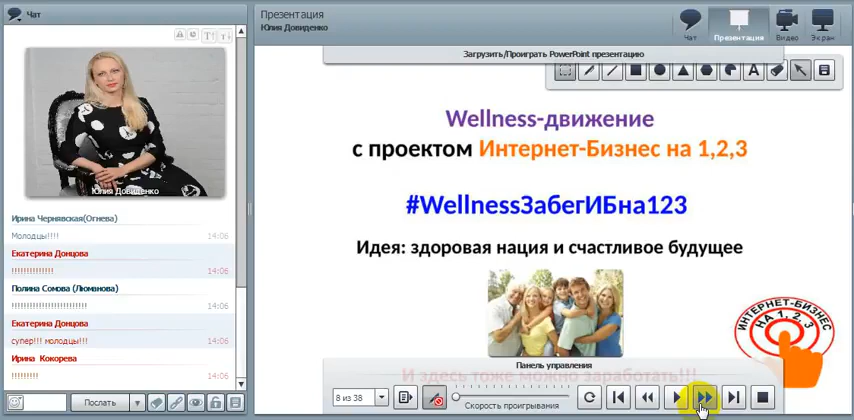 Чат
Юлия Довиденко
Ирина Чернявская(Огнева)
Молодцы!!!! 14:06
Екатерина Донцова
!!!!!!!!!!!!!! 14:06
Полина Сомова (Люманова)
!!!!!!!!!!!!!!!!!!!!!!!!! 14:06
Екатерина Донцова
супер!!! молодцы!!! 14:06
Ирина Кокорева
!!!!!!!!! 14:06
Послать
Презентация
Юлия Довиденко
Чат
Презентация
Видео
Экран
Загрузить/Проиграть PowerPoint презентацию
Wellness-движение
с проектом Интернет-Бизнес на 1,2,3
#WellnessЗабегИБна123
Идея: здоровая нация и счастливое будущее
ИНТЕРНЕТ-БИЗНЕС
НА 1, 2, 3
Панель управления
И здесь тоже можно заработать!!!
8 из 38
Скорость проигрывания